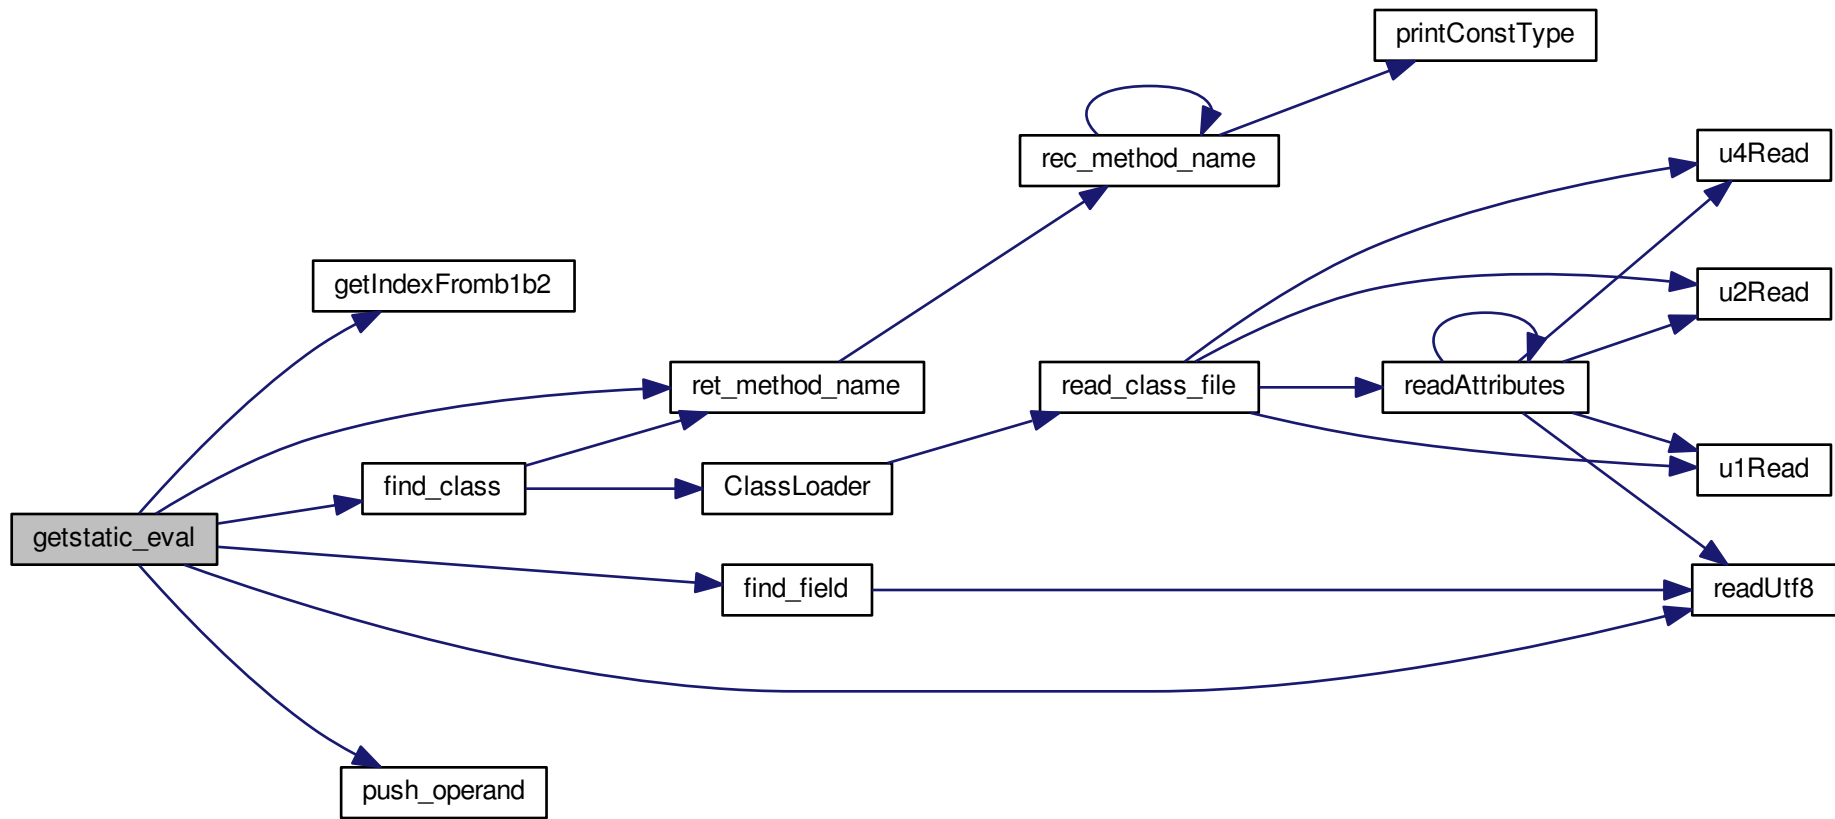 printConstType
rec_method_name
u4Read
getIndexFromb1b2
u2Read
ret_method_name
read_class_file
readAttributes
find_class
ClassLoader
u1Read
getstatic_eval
find_field
readUtf8
push_operand